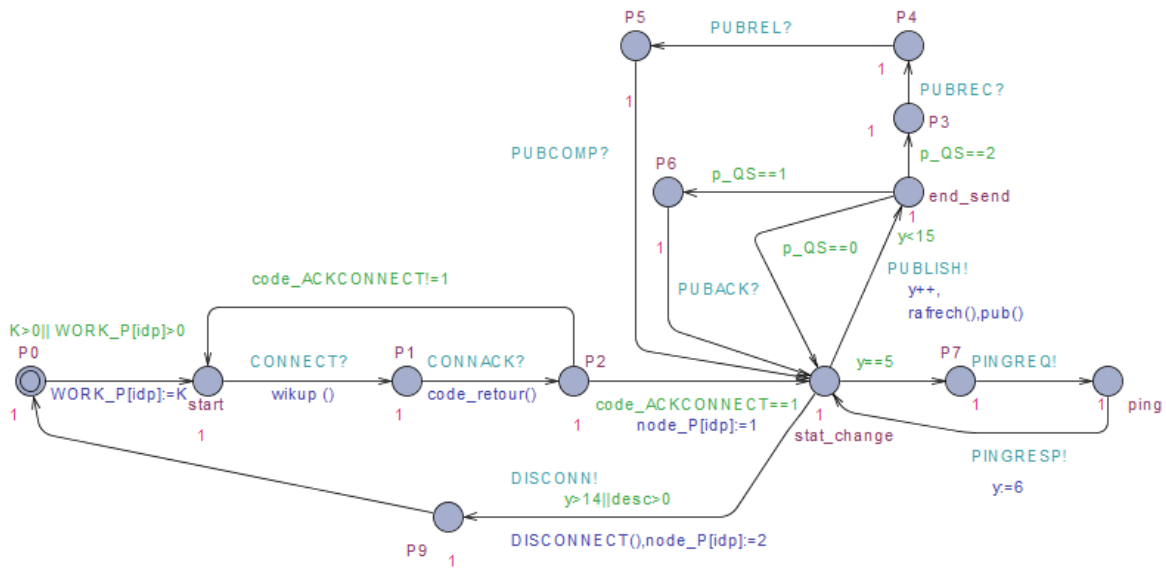 P5
PUBREL?
P4
1
1
PUBREC?
1
P3
PUBCOMP?
P6
p_QS==1
p_QS==2
end_send
1
1
p_QS==0
y<15
PUBLISH!
PUBACK?
y++,
rafrech(),pub()
code_ACKCONNECT!=1
K>0|| WORK_P[idp]>0
P0
CONNECT?
P1
CONNACK?
P2
y==5
P7
PINGREQ!
WORK_P[idp]:=K
start
wikup ()
code_retour()
code_ACKCONNECT==1
node_P[idp]:=1
1
1
1
1
1
stat_change
1
1
ping
PINGRESP!
y:=6
DISCONN!
y>14||desc>0
DISCONNECT(),node_P[idp]:=2
P9
1